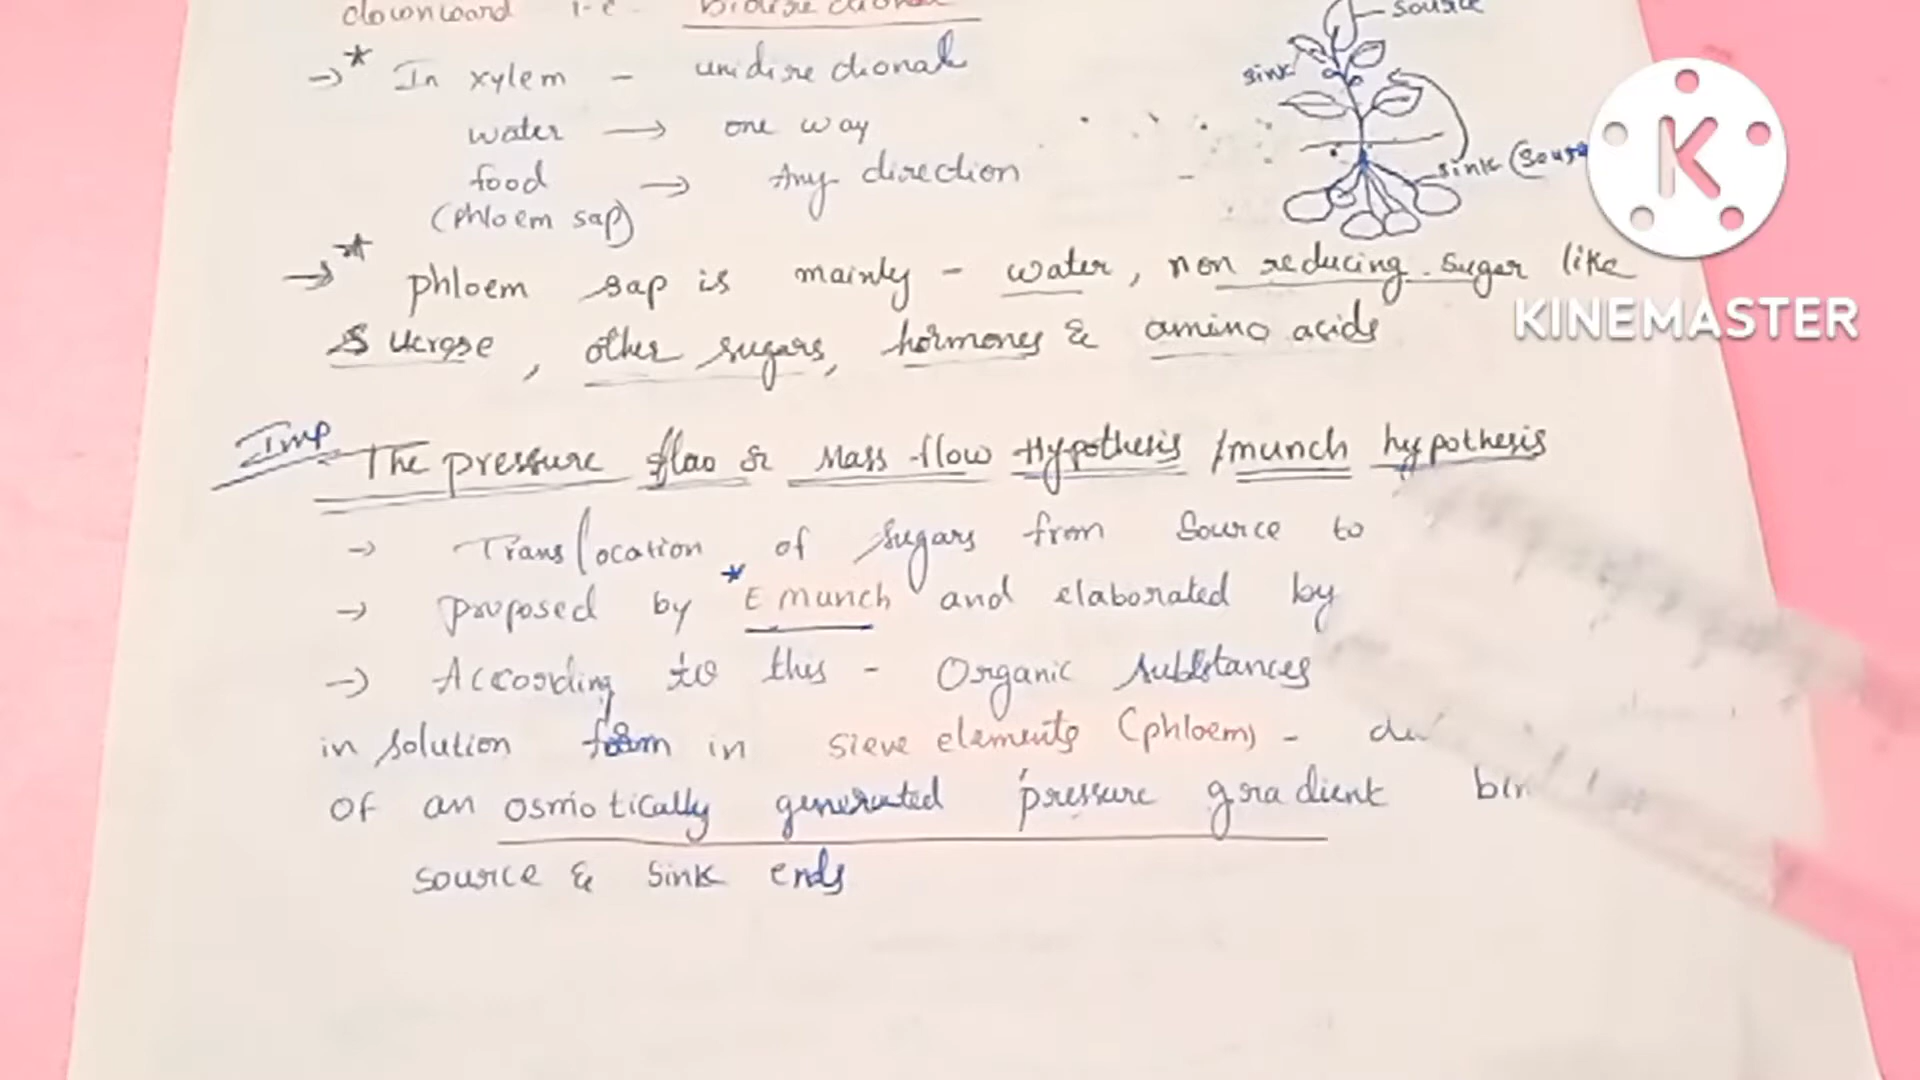 downward i-e Bidirectional
source
→* In xylem - unidirectional
sink
water → one way
food → Any direction
sink (sour
(phloem sap)
→* phloem sap is mainly - water, non reducing sugar like
Sucrose, other sugars, hormones & amino acids
Imp The pressure flao or Mass flow Hypothesis /munch hypothesis
→ Translocation of sugars from Source to
→ proposed by * E munch and elaborated by
→ According to this - Organic substances
in solution form in sieve elements (phloem) -
of an osmotically generated pressure gradient
source & sink ends
K
KINEMASTER